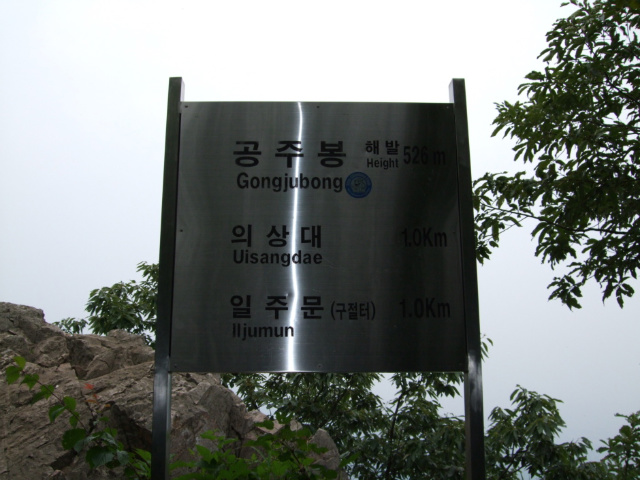 공주봉 해발 526 m
Gongjubong Height
의상대 1.0Km
Uisangdae
일주문 (구절터) 1.0Km
Iljumun